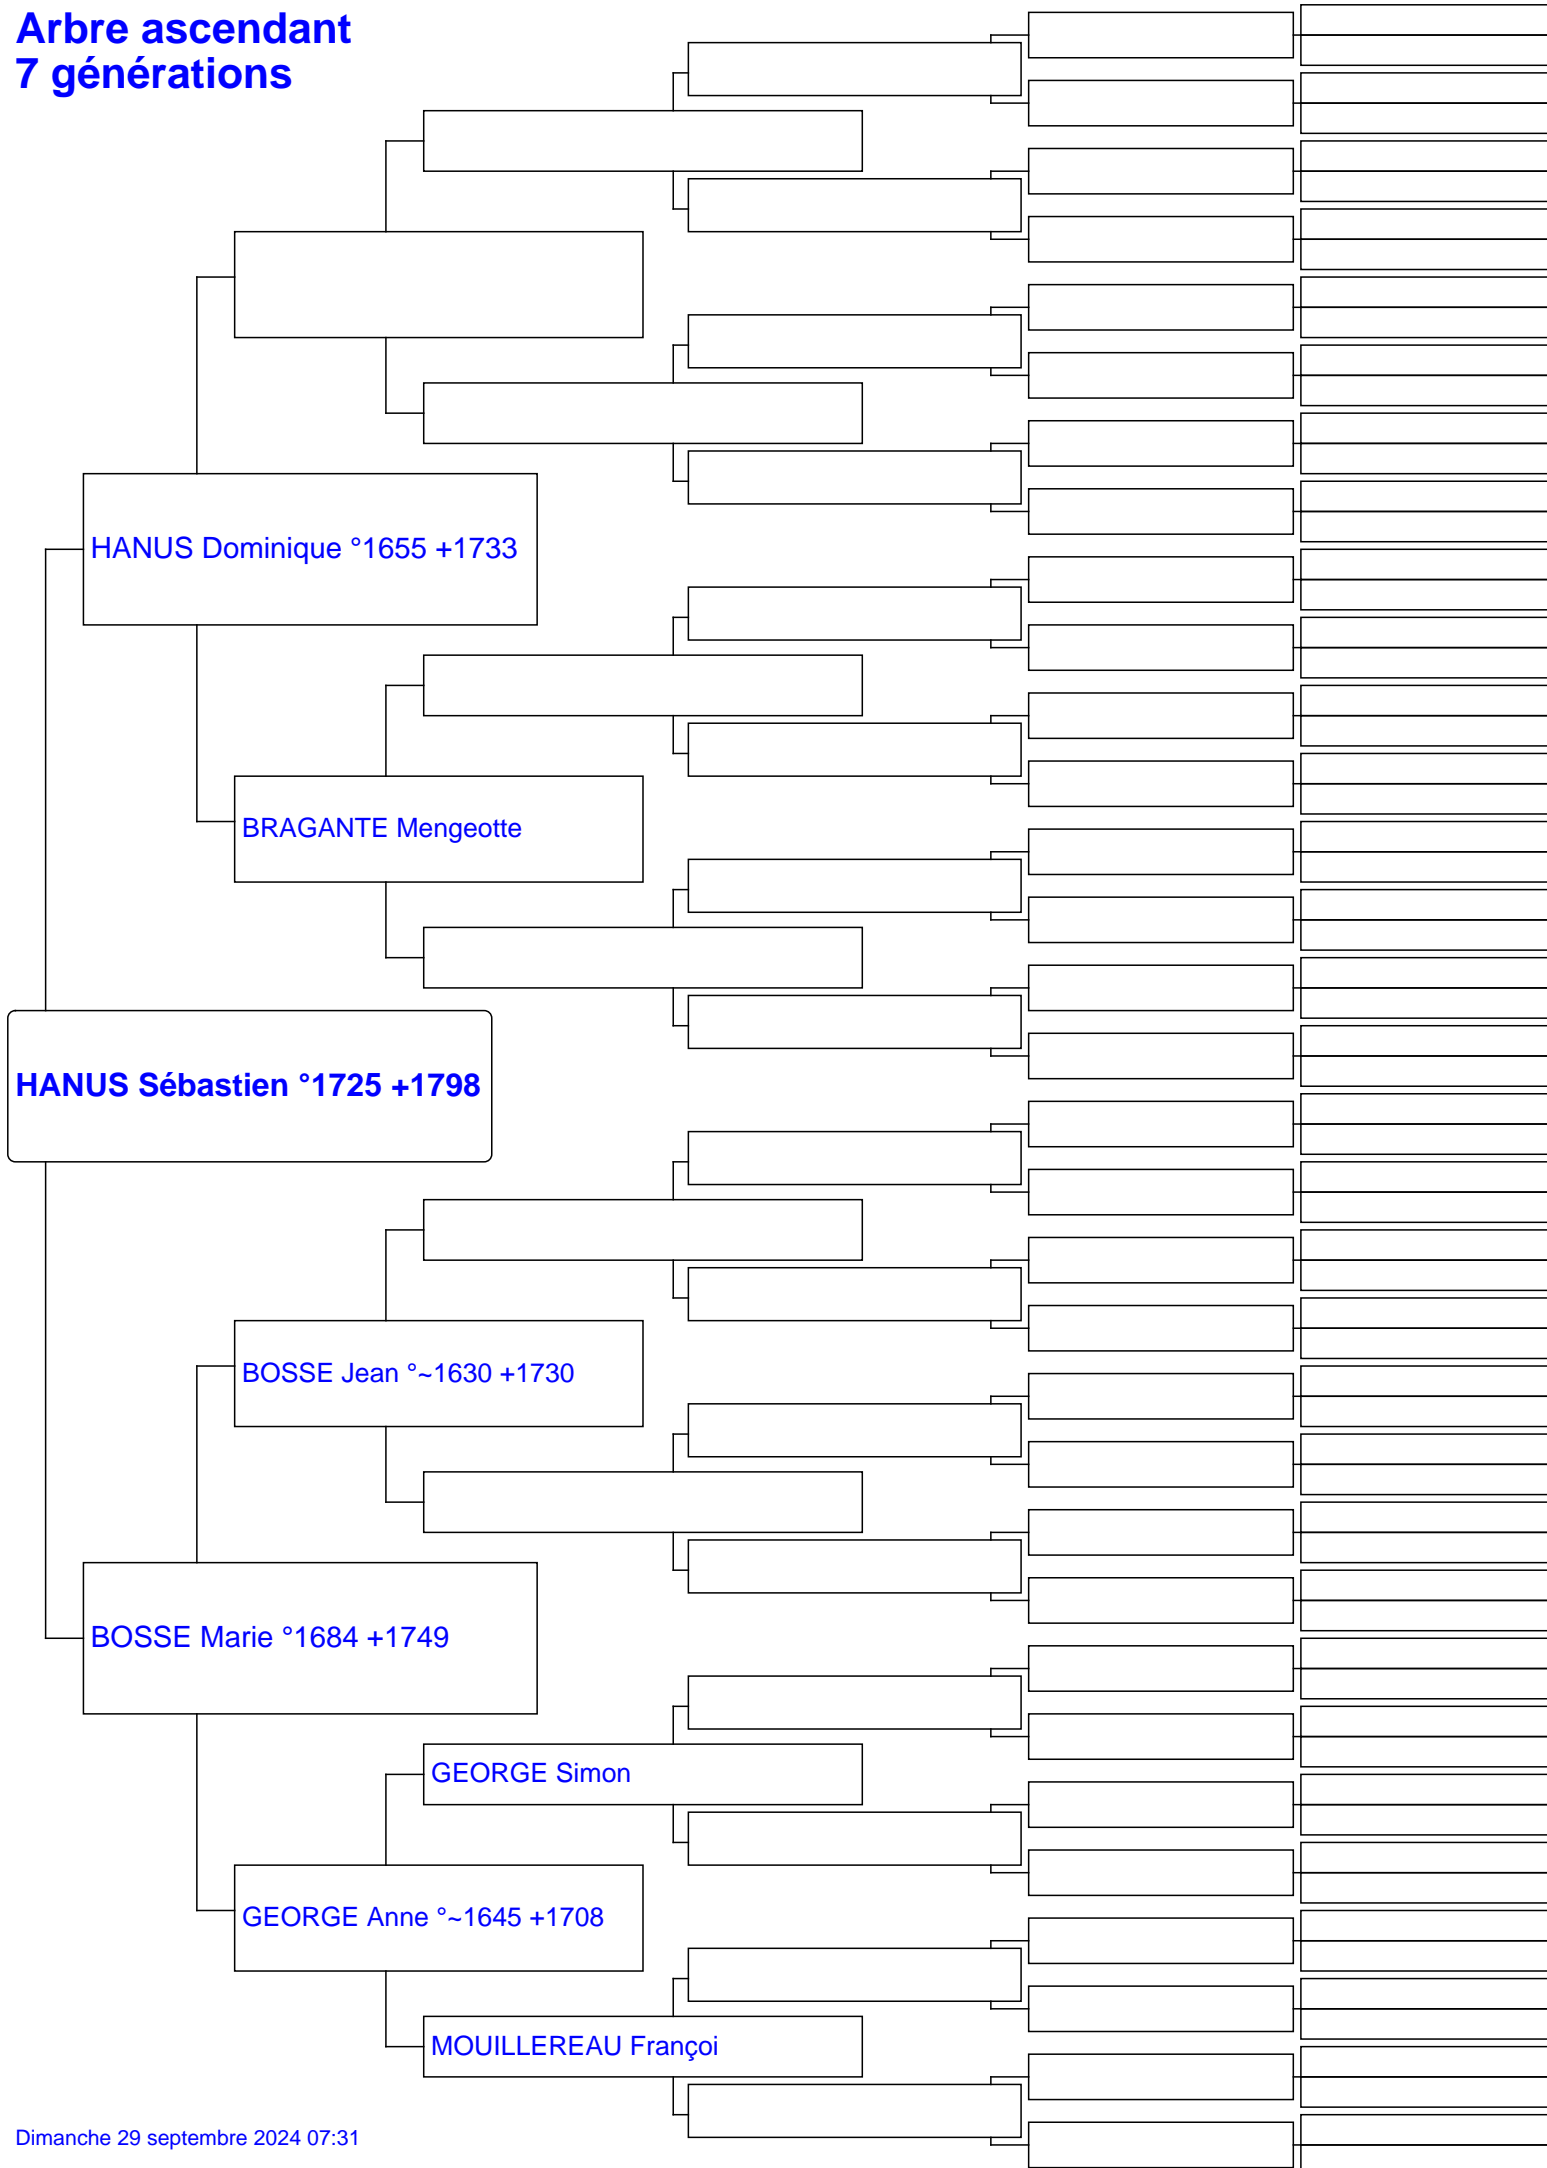 Arbre ascendant
7 générations
HANUS Dominique °1655 +1733
BRAGANTE Mengeotte
HANUS Sébastien °1725 +1798
BOSSE Jean °~1630 +1730
BOSSE Marie °1684 +1749
GEORGE Simon
GEORGE Anne °~1645 +1708
MOUILLEREAU Françoi
Dimanche 29 septembre 2024 07:31